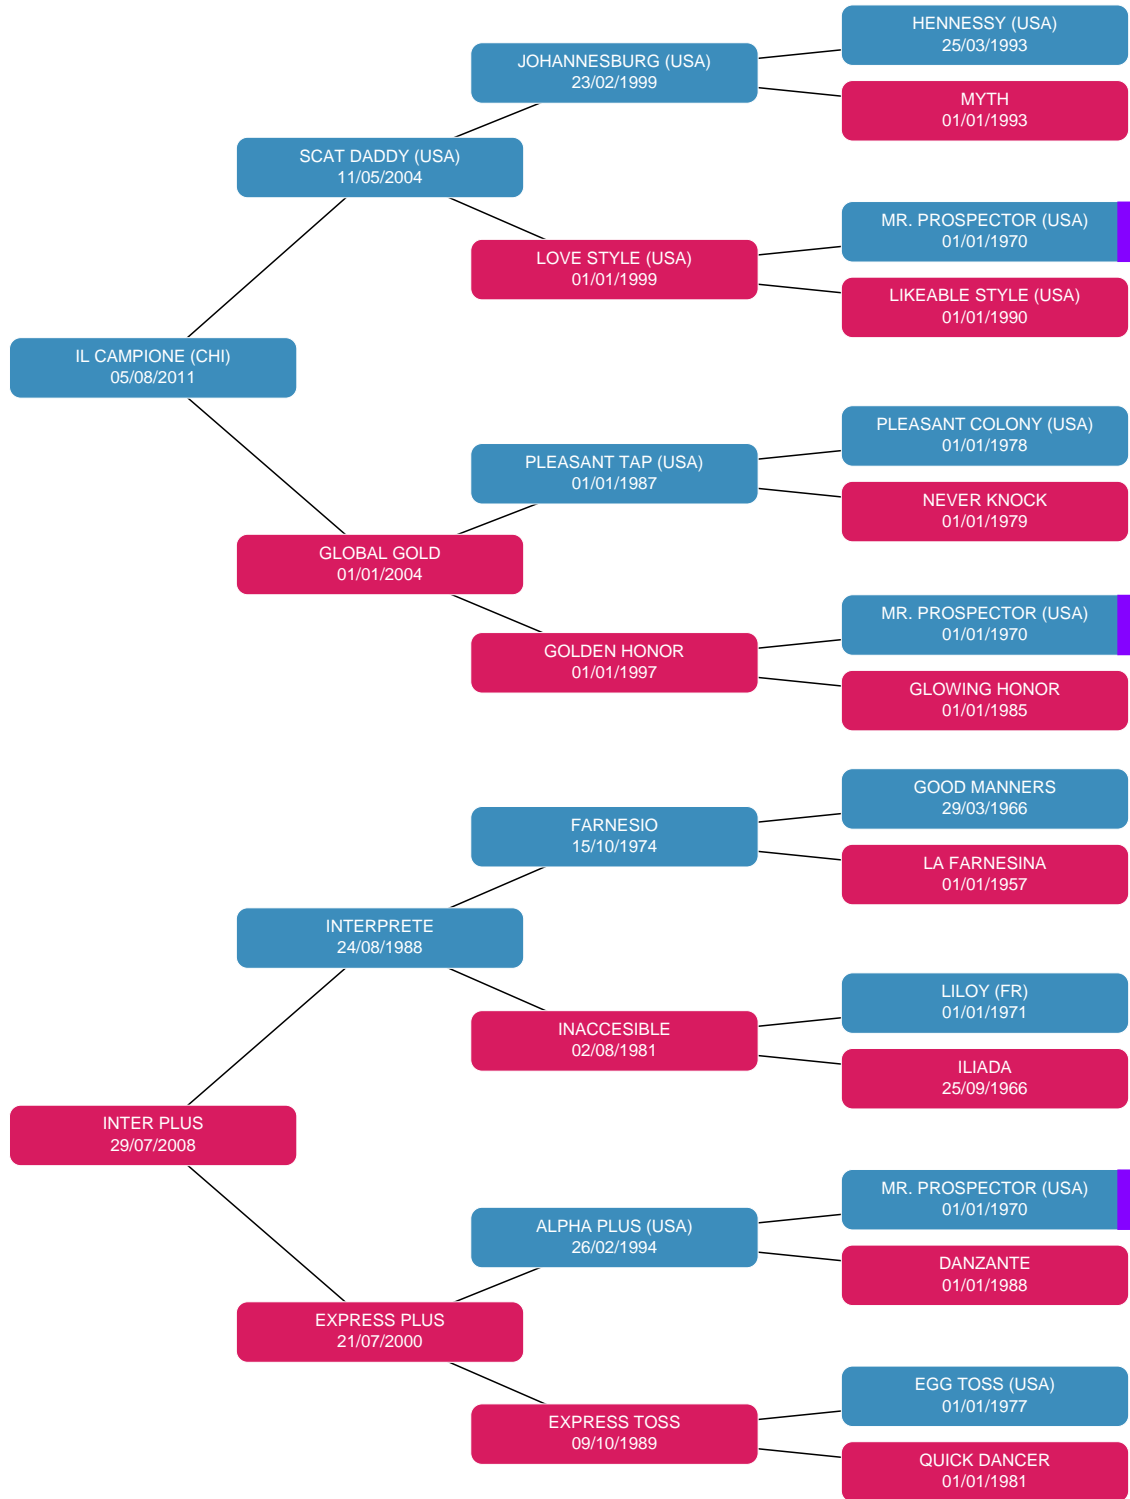 HENNESSY (USA)
25/03/1993
JOHANNESBURG (USA)
23/02/1999
MYTH
01/01/1993
SCAT DADDY (USA)
11/05/2004
MR. PROSPECTOR (USA)
01/01/1970
LOVE STYLE (USA)
01/01/1999
LIKEABLE STYLE (USA)
01/01/1990
IL CAMPIONE (CHI)
05/08/2011
PLEASANT COLONY (USA)
01/01/1978
PLEASANT TAP (USA)
01/01/1987
NEVER KNOCK
01/01/1979
GLOBAL GOLD
01/01/2004
MR. PROSPECTOR (USA)
01/01/1970
GOLDEN HONOR
01/01/1997
GLOWING HONOR
01/01/1985
GOOD MANNERS
29/03/1966
FARNESIO
15/10/1974
LA FARNESINA
01/01/1957
INTERPRETE
24/08/1988
LILOY (FR)
01/01/1971
INACCESIBLE
02/08/1981
ILIADA
25/09/1966
INTER PLUS
29/07/2008
MR. PROSPECTOR (USA)
01/01/1970
ALPHA PLUS (USA)
26/02/1994
DANZANTE
01/01/1988
EXPRESS PLUS
21/07/2000
EGG TOSS (USA)
01/01/1977
EXPRESS TOSS
09/10/1989
QUICK DANCER
01/01/1981